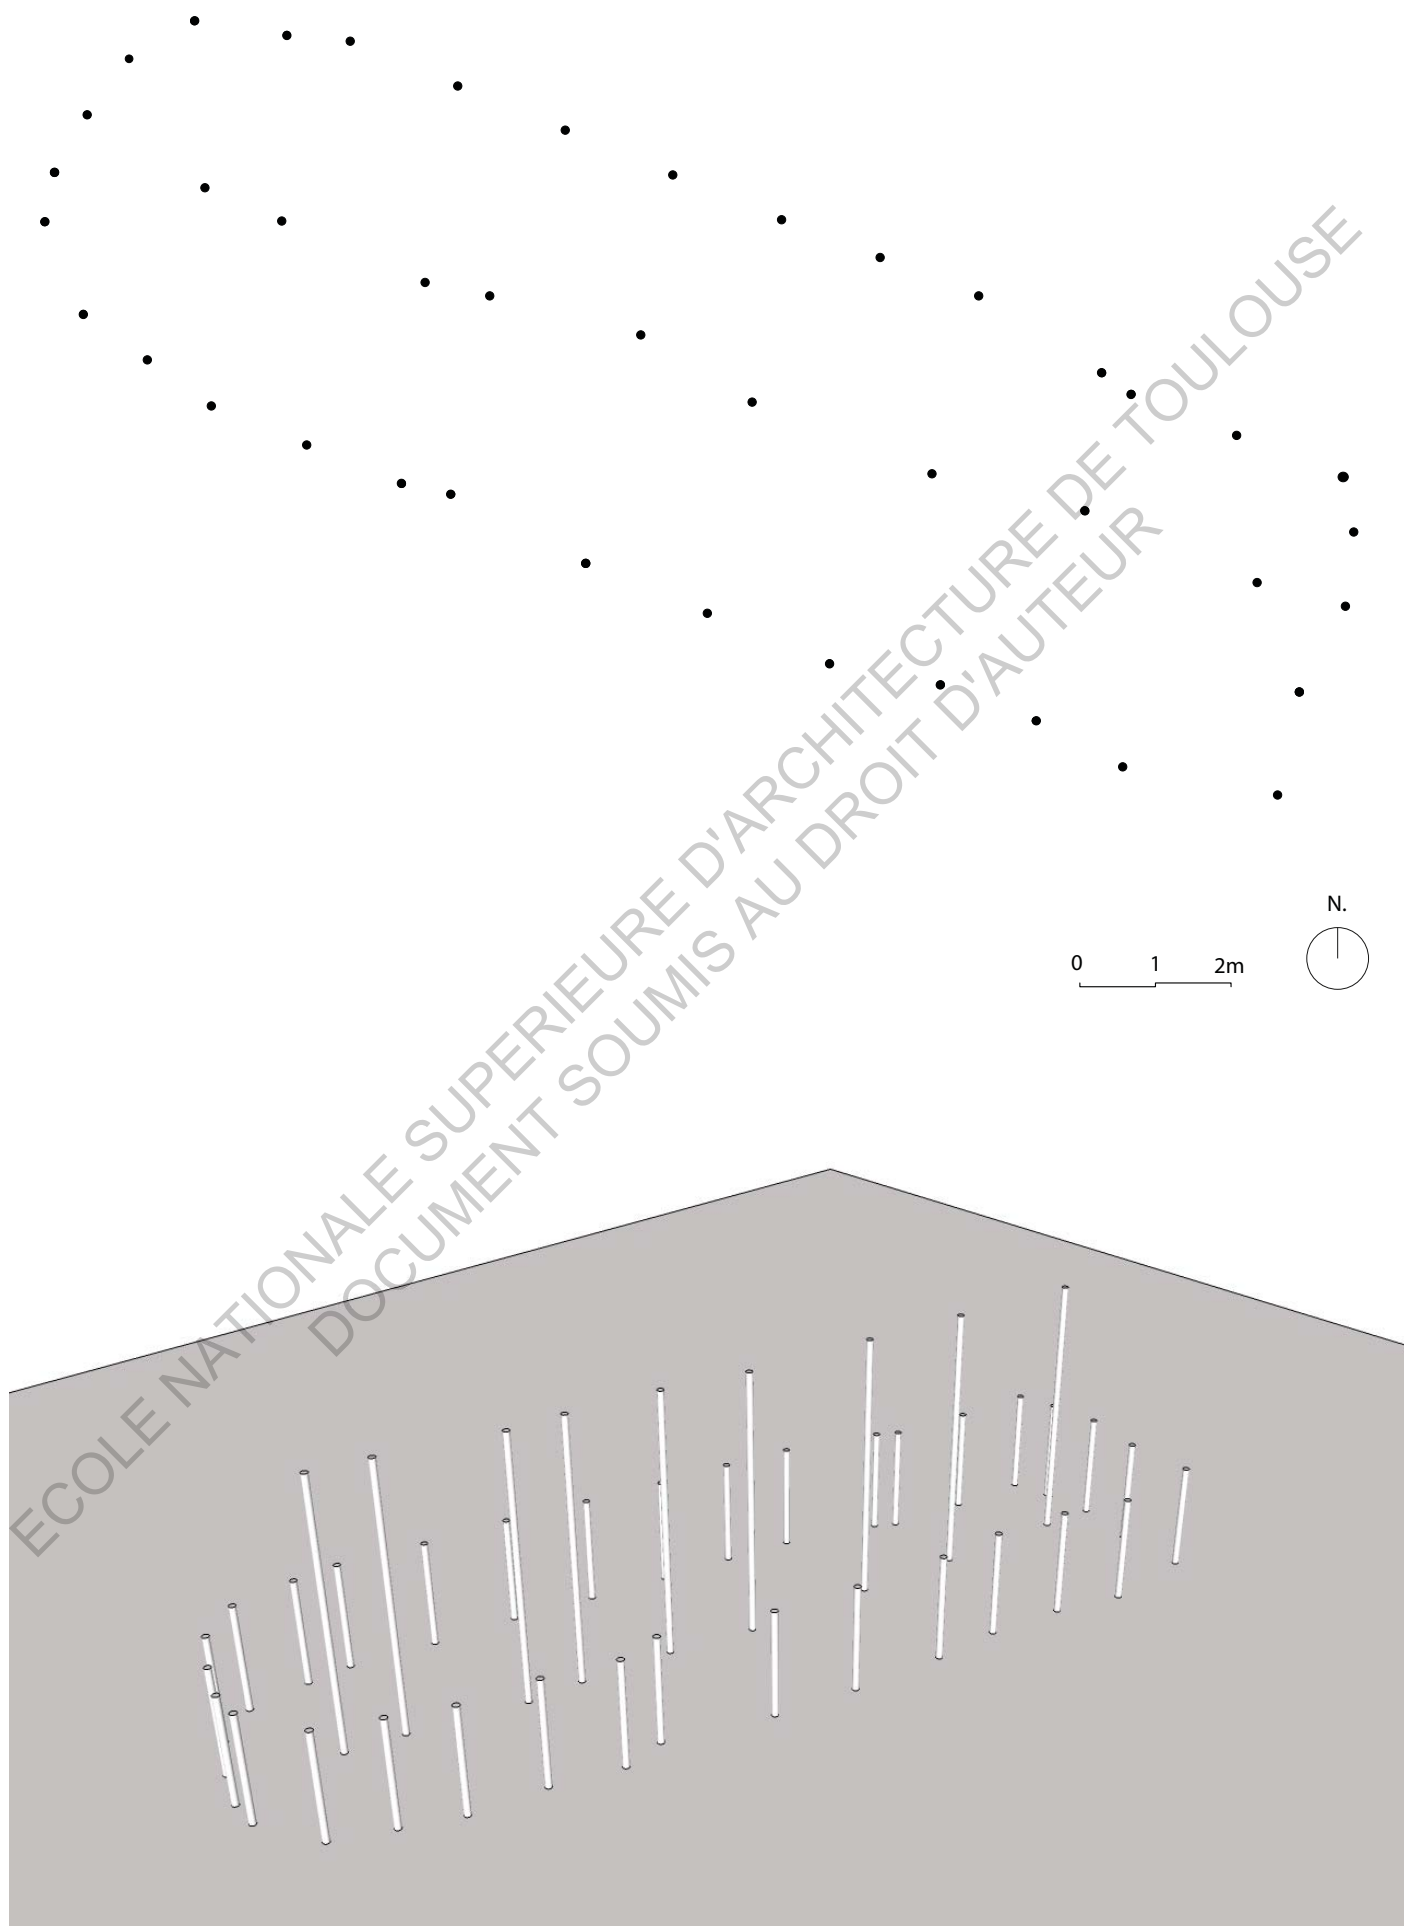 ECOLE NATIONALE SUPERIEURE D'ARCHITECTURE DE TOULOUSE
DOCUMENT SOUMIS AU DROIT D'AUTEUR
N.
0 1 2m